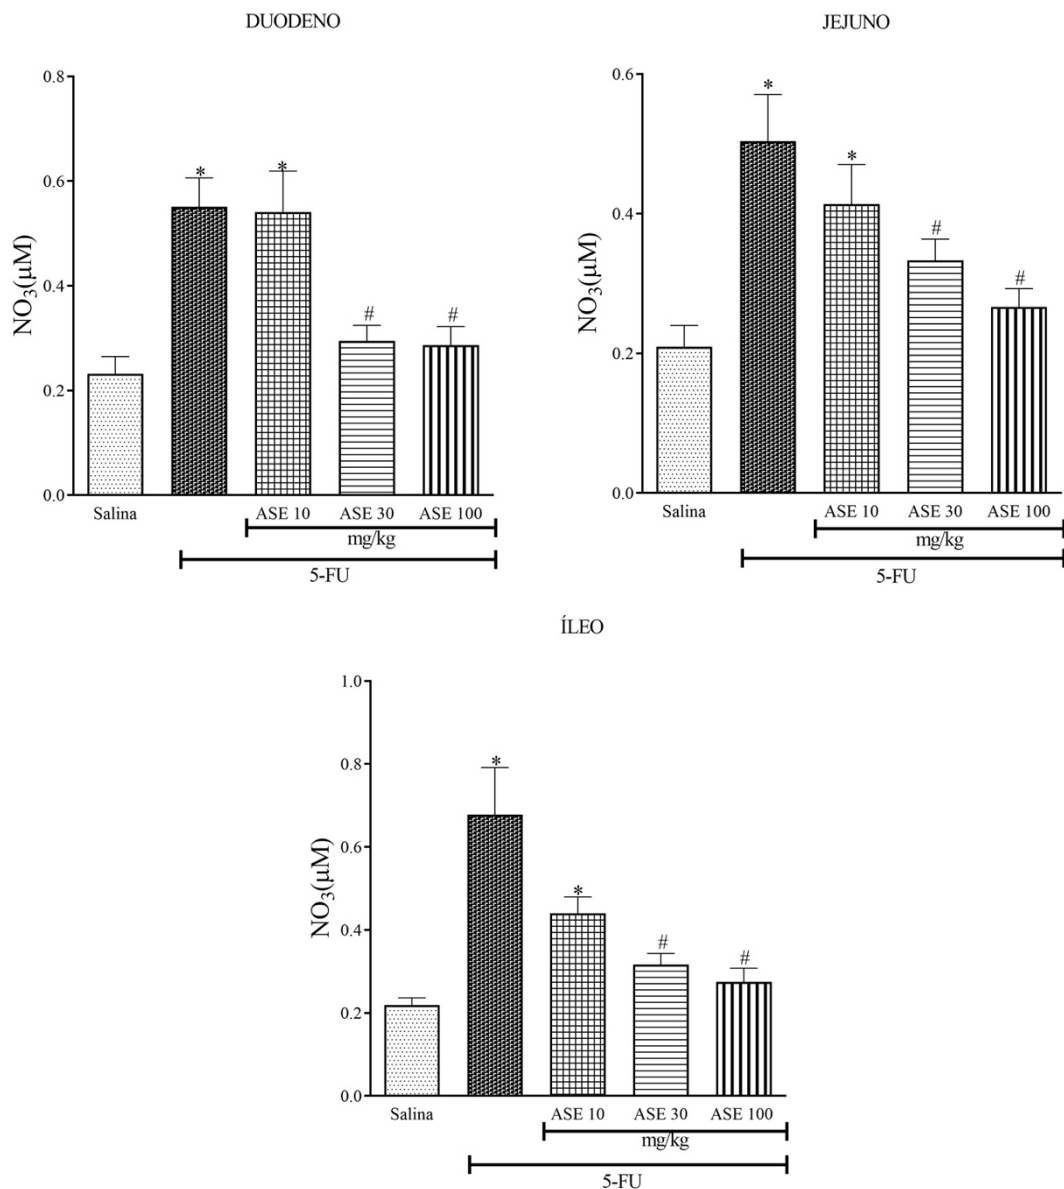 DUODENO
0.8
0.6
0.4
0.2
0.0
NO3(µM)
*
*
#
#
Salina
ASE 10
ASE 30
ASE 100
mg/kg
5-FU
JEJUNO
0.6
0.4
0.2
0.0
NO3(µM)
*
*
#
#
Salina
ASE 10
ASE 30
ASE 100
mg/kg
5-FU
ÍLEO
1.0
0.8
0.6
0.4
0.2
0.0
NO3(µM)
*
*
#
#
Salina
ASE 10
ASE 30
ASE 100
mg/kg
5-FU